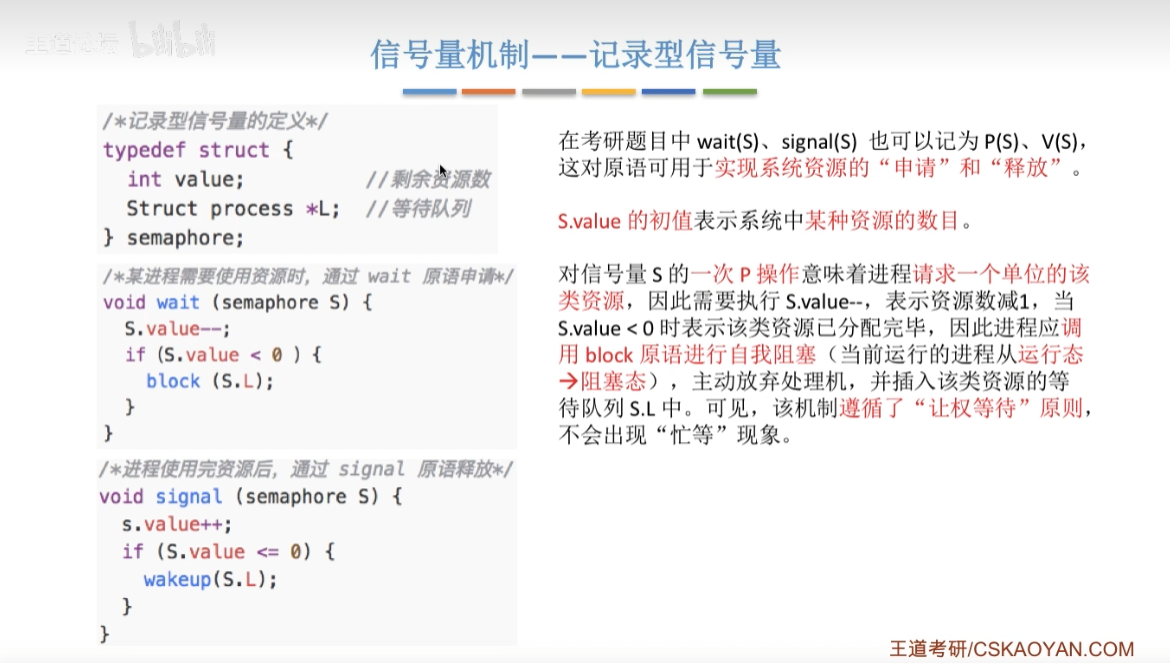 王道论坛 bilibili
信号量机制——记录型信号量
/*记录型信号量的定义*/
typedef struct {
int value; //剩余资源数
Struct process *L; //等待队列
} semaphore;
/*某进程需要使用资源时，通过 wait 原语申请*/
void wait (semaphore S) {
S.value--;
if (S.value < 0 ) {
block (S.L);
}
}
/*进程使用完资源后，通过 signal 原语释放*/
void signal (semaphore S) {
s.value++;
if (S.value <= 0) {
wakeup(S.L);
}
}
在考研题目中 wait(S)、signal(S) 也可以记为 P(S)、V(S)，
这对原语可用于实现系统资源的“申请”和“释放”。
S.value 的初值表示系统中某种资源的数目。
对信号量 S 的一次 P 操作意味着进程请求一个单位的该
类资源，因此需要执行 S.value--，表示资源数减1，当
S.value < 0 时表示该类资源已分配完毕，因此进程应调
用 block 原语进行自我阻塞（当前运行的进程从运行态
→阻塞态），主动放弃处理机，并插入该类资源的等
待队列 S.L 中。可见，该机制遵循了“让权等待”原则，
不会出现“忙等”现象。
王道考研/CSKAOYAN.COM